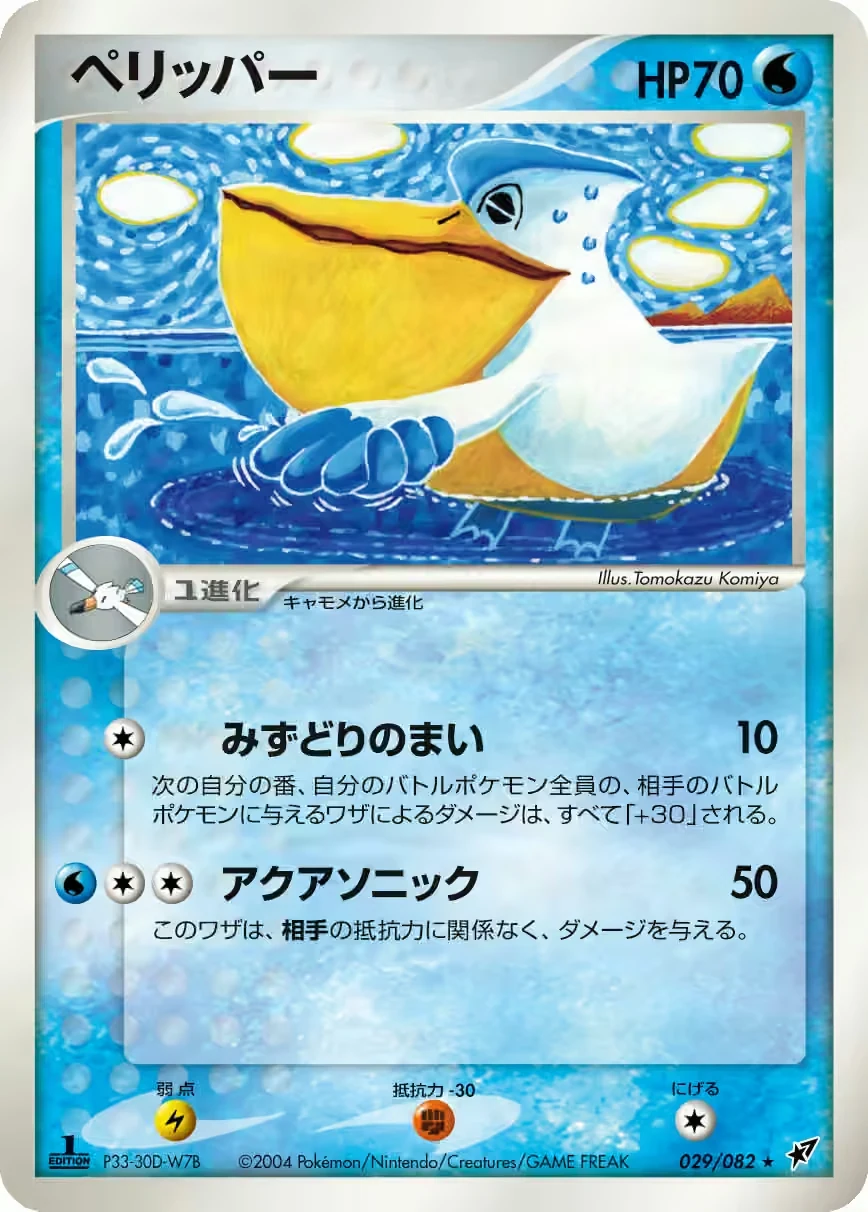 ペリッパー
HP70
Illus.Tomokazu Komiya
1進化
キャモメから進化
みずどりのまい 10
次の自分の番、自分のバトルポケモン全員の、相手のバトル
ポケモンに与えるワザによるダメージは、すべて「+30」される。
アクアソニック 50
このワザは、相手の抵抗力に関係なく、ダメージを与える。
弱点
抵抗力 -30
にげる
1
EDITION
P33-30D-W7B
©2004 Pokémon/Nintendo/Creatures/GAME FREAK
029/082 ★